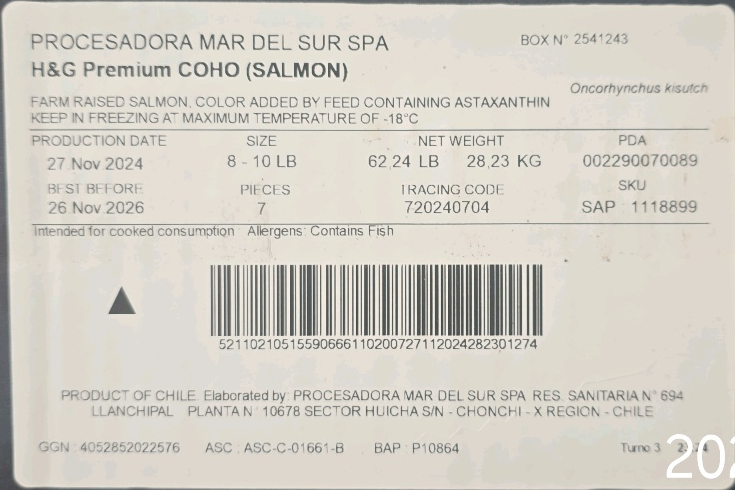 PROCESADORA MAR DEL SUR SPA
BOX N° 2541243
H&G Premium COHO (SALMON)
Oncorhynchus kisutch
FARM RAISED SALMON, COLOR ADDED BY FEED CONTAINING ASTAXANTHIN
KEEP IN FREEZING AT MAXIMUM TEMPERATURE OF -18°C
PRODUCTION DATE SIZE NET WEIGHT PDA
27 Nov 2024 8 - 10 LB 62,24 LB 28,23 KG 002290070089
BEST BEFORE PIECES TRACING CODE SKU
26 Nov 2026 7 720240704 SAP 1118899
Intended for cooked consumption Allergens: Contains Fish
52110210515590666110200727112024282301274
PRODUCT OF CHILE. Elaborated by: PROCESADORA MAR DEL SUR SPA RES. SANITARIA N° 694
LLANCHIPAL PLANTA N° 10678 SECTOR HUICHA S/N - CHONCHI - X REGION - CHILE
GGN : 4052852022576 ASC : ASC-C-01661-B BAP : P10864 Turno 3
202